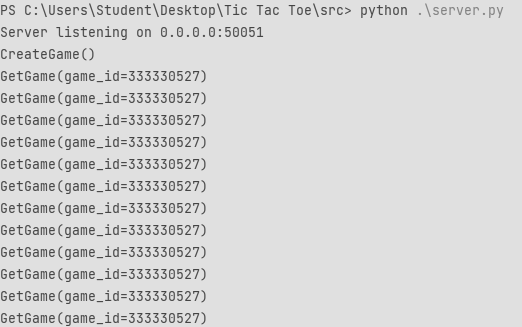 PS C:\Users\Student\Desktop\Tic Tac Toe\src> python .\server.py
Server listening on 0.0.0.0:50051
CreateGame()
GetGame(game_id=333330527)
GetGame(game_id=333330527)
GetGame(game_id=333330527)
GetGame(game_id=333330527)
GetGame(game_id=333330527)
GetGame(game_id=333330527)
GetGame(game_id=333330527)
GetGame(game_id=333330527)
GetGame(game_id=333330527)
GetGame(game_id=333330527)
GetGame(game_id=333330527)
GetGame(game_id=333330527)